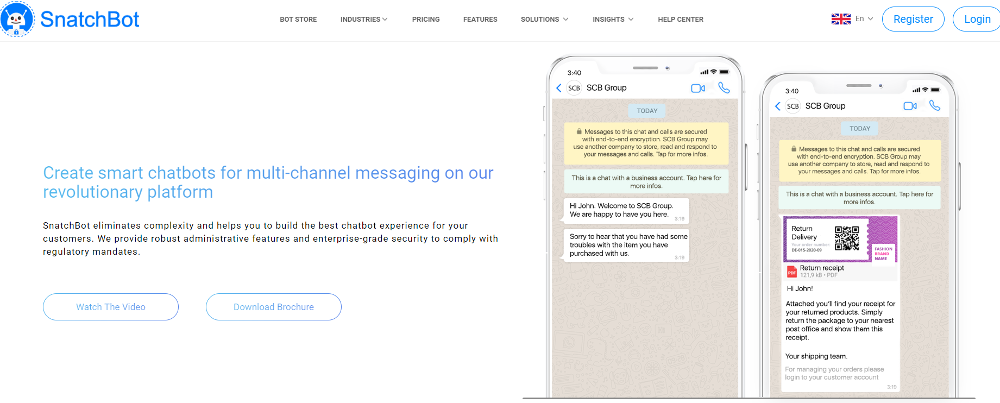 SnatchBot
BOT STORE
INDUSTRIES
PRICING
FEATURES
SOLUTIONS
INSIGHTS
HELP CENTER
En
Register
Login
Create smart chatbots for multi-channel messaging on our
revolutionary platform
SnatchBot eliminates complexity and helps you to build the best chatbot experience for your
customers. We provide robust administrative features and enterprise-grade security to comply with
regulatory mandates.
Watch The Video
Download Brochure
3:40
SCB
SCB Group
TODAY
Messages to this chat and calls are secured
with end-to-end encryption. SCB Group may
use another company to store, read and respond to
your messages and calls. Tap for more infos.
This is a chat with a business account. Tap here for
more infos.
Hi John. Welcome to SCB Group.
We are happy to have you here.
3:19
Sorry to hear that you have had some
troubles with the item you have
purchased with us.
3:19
3:40
SCB
SCB Group
TODAY
Messages to this chat and calls are secured
with end-to-end encryption. SCB Group may
use another company to store, read and respond to
your messages and calls. Tap for more infos.
This is a chat with a business account. Tap here for
more infos.
Return
Delivery
Your order number:
DE-015-2020-09
FASHION
BRAND
NAME
PDF
Return receipt
121,9 kB • PDF
Hi John!
Attached you'll find your receipt for
your returned products. Simply
return the package to your nearest
post office and show them this
receipt.
Your shipping team.
For managing your orders please
login to your customer account
3:19